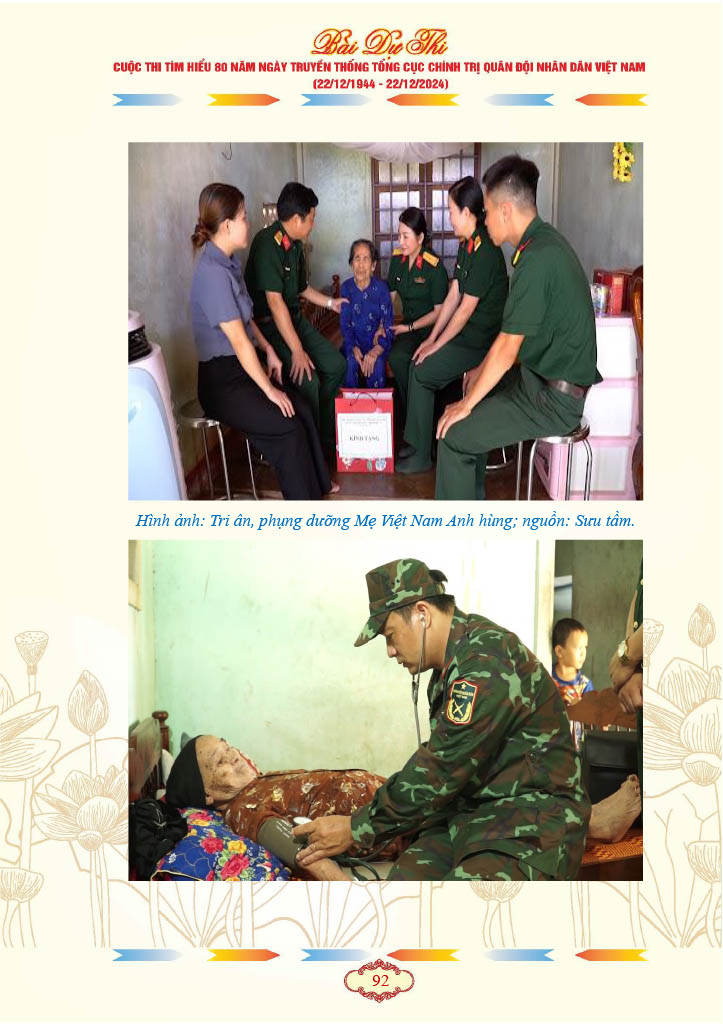 Bài Dự Thi
CUỘC THI TÌM HIỂU 80 NĂM NGÀY TRUYỀN THỐNG TỔNG CỤC CHÍNH TRỊ QUÂN ĐỘI NHÂN DÂN VIỆT NAM
(22/12/1944 - 22/12/2024)
KÍNH TẶNG
Hình ảnh: Tri ân, phụng dưỡng Mẹ Việt Nam Anh hùng; nguồn: Sưu tầm.
92